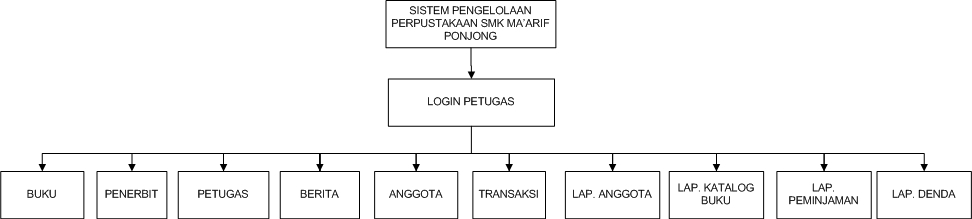 SISTEM PENGELOLAAN
PERPUSTAKAAN SMK MA'ARIF
PONJONG
LOGIN PETUGAS
BUKU
PENERBIT
PETUGAS
BERITA
ANGGOTA
TRANSAKSI
LAP. ANGGOTA
LAP. KATALOG
BUKU
LAP.
PEMINJAMAN
LAP. DENDA